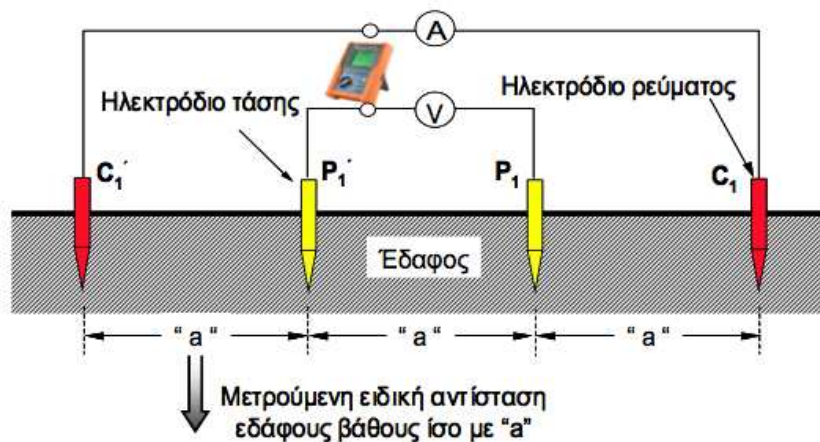 A
Ηλεκτρόδιο τάσης
Ηλεκτρόδιο ρεύματος
V
C₁´ P₁´ P₁ C₁
Έδαφος
“ a “ “ a “ “ a “
Μετρούμενη ειδική αντίσταση
εδάφους βάθους ίσο με “a”